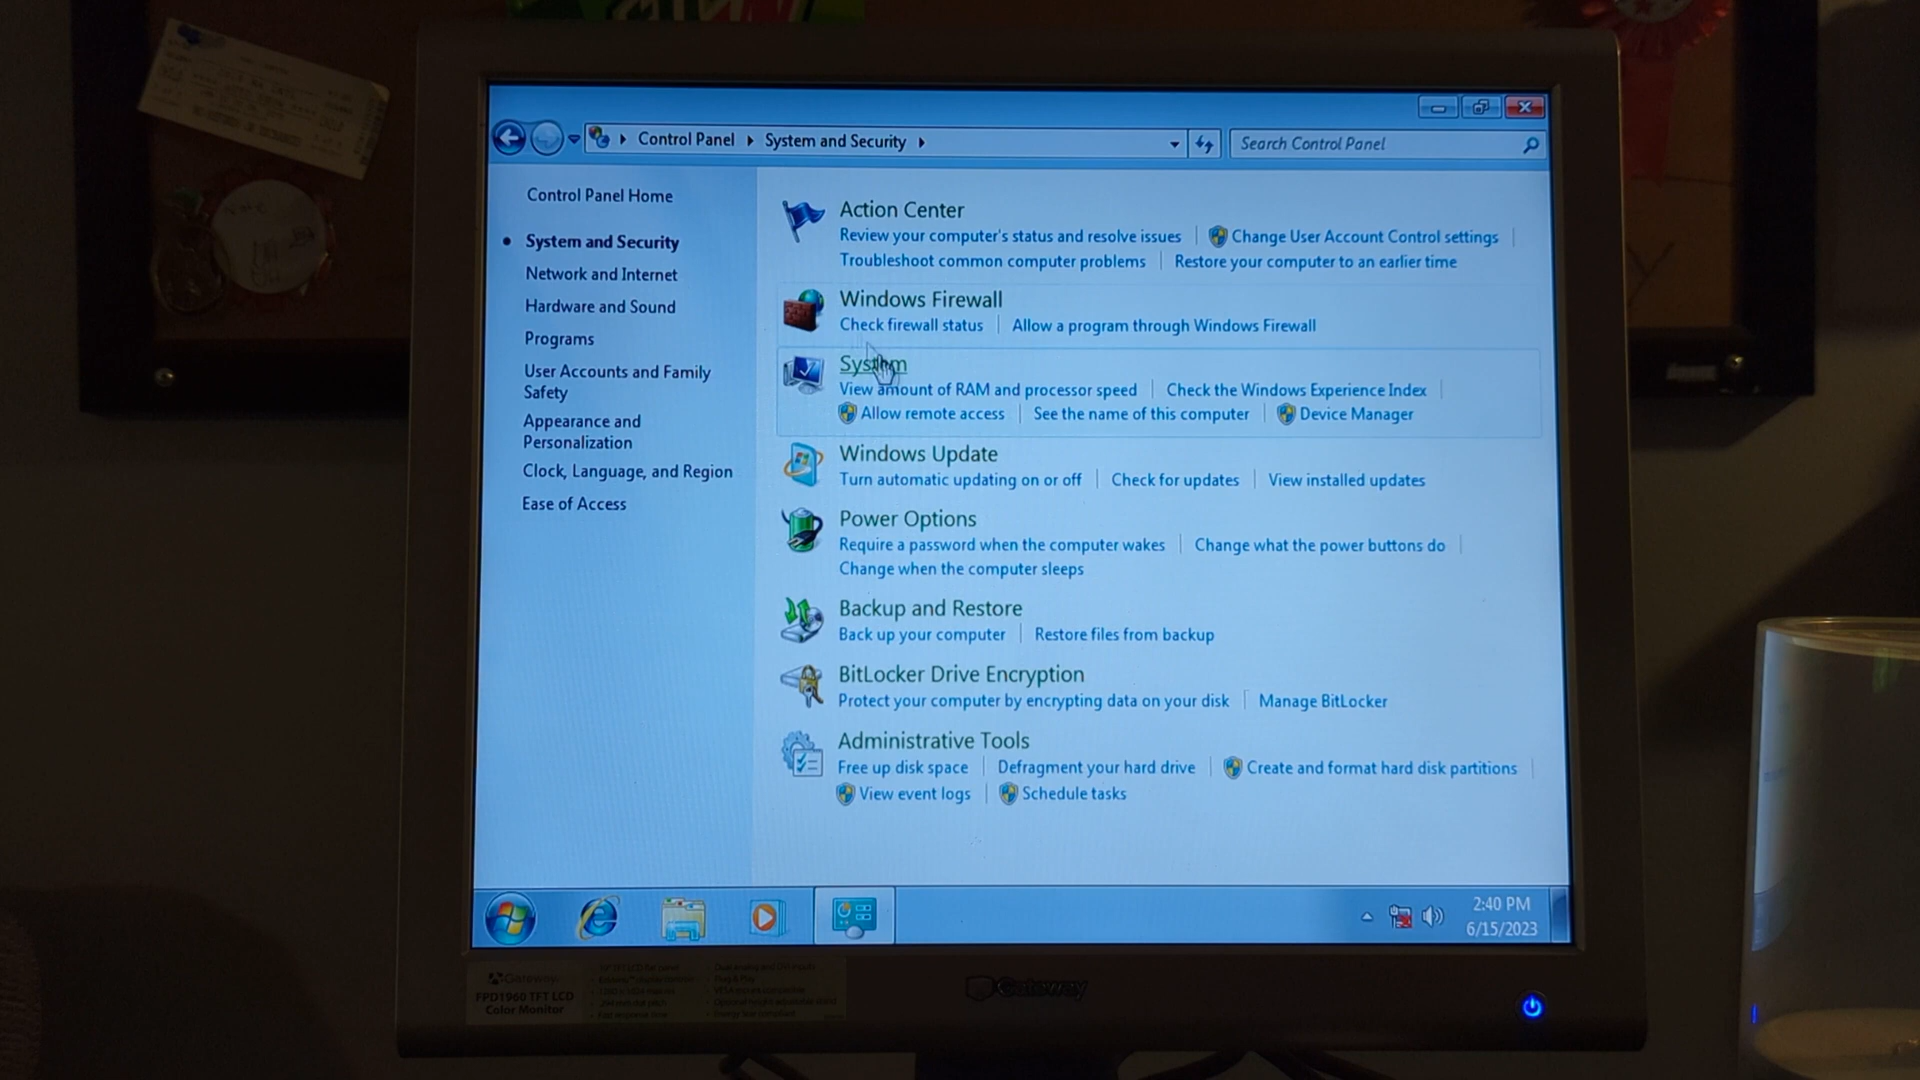 Control Panel System and Security
Search Control Panel
Control Panel Home
System and Security
Network and Internet
Hardware and Sound
Programs
User Accounts and Family
Safety
Appearance and
Personalization
Clock, Language, and Region
Ease of Access
Action Center
Review your computer's status and resolve issues Change User Account Control settings
Troubleshoot common computer problems Restore your computer to an earlier time
Windows Firewall
Check firewall status Allow a program through Windows Firewall
System
View amount of RAM and processor speed Check the Windows Experience Index
Allow remote access See the name of this computer Device Manager
Windows Update
Turn automatic updating on or off Check for updates View installed updates
Power Options
Require a password when the computer wakes Change what the power buttons do
Change when the computer sleeps
Backup and Restore
Back up your computer Restore files from backup
BitLocker Drive Encryption
Protect your computer by encrypting data on your disk Manage BitLocker
Administrative Tools
Free up disk space Defragment your hard drive Create and format hard disk partitions
View event logs Schedule tasks
2:40 PM
6/15/2023
Gateway
FPD1960 TFT LCD
Color Monitor
Gateway